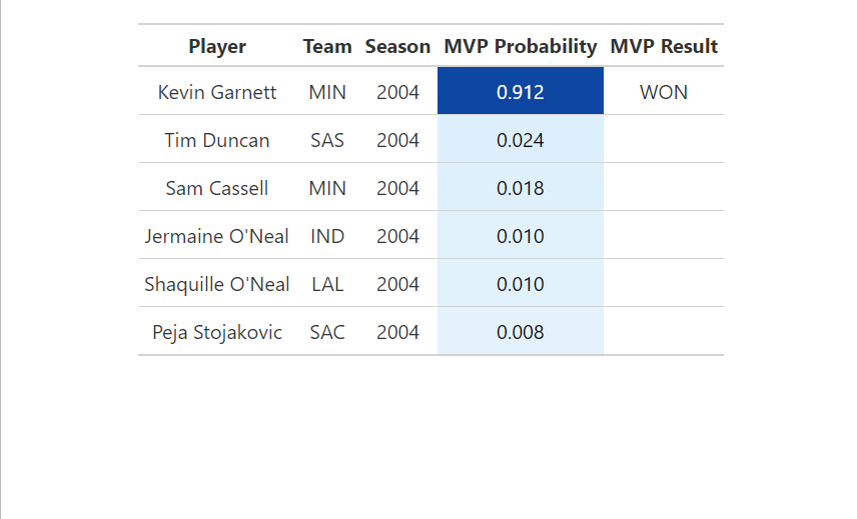 Player Team Season MVP Probability MVP Result
Kevin Garnett MIN 2004 0.912 WON
Tim Duncan SAS 2004 0.024
Sam Cassell MIN 2004 0.018
Jermaine O'Neal IND 2004 0.010
Shaquille O'Neal LAL 2004 0.010
Peja Stojakovic SAC 2004 0.008